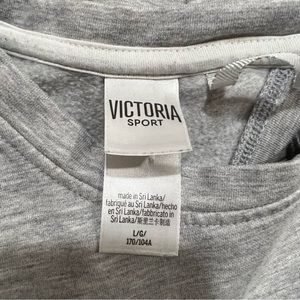 VICTORIA
SPORT
made in Sri Lanka/
fabriqué au Sri Lanka/hecho
en Sri Lanka/fabbricato in
Sri Lanka/斯里兰卡制造
L/G/
170/104A